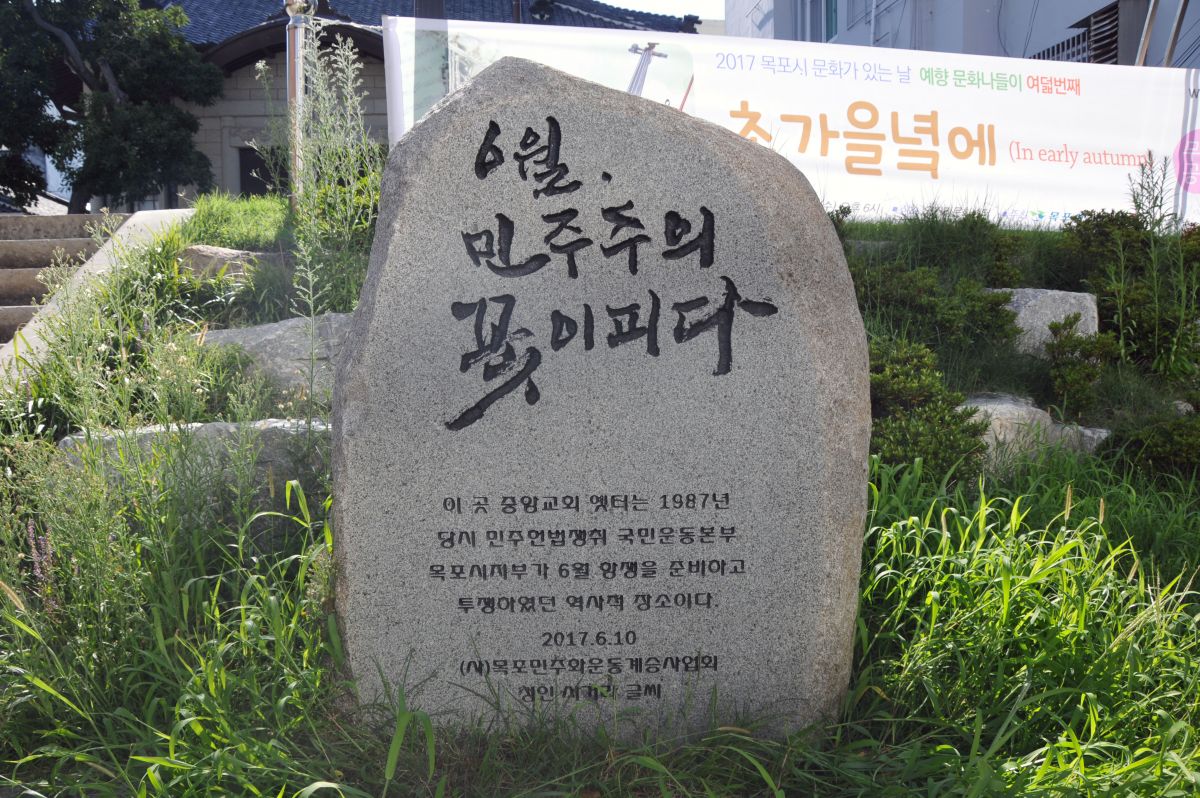 2017 목포시 문화가 있는 날 예향 문화나들이 여덟번째
초가을녘에 (In early autumn)
6월,
민주주의
꽃이피다
이 곳 중앙교회 옛터는 1987년
당시 민주헌법쟁취 국민운동본부
목포시지부가 6월 항쟁을 준비하고
투쟁하였던 역사적 장소이다.
2017.6.10
(사)목포민주화운동계승사업회
글씨